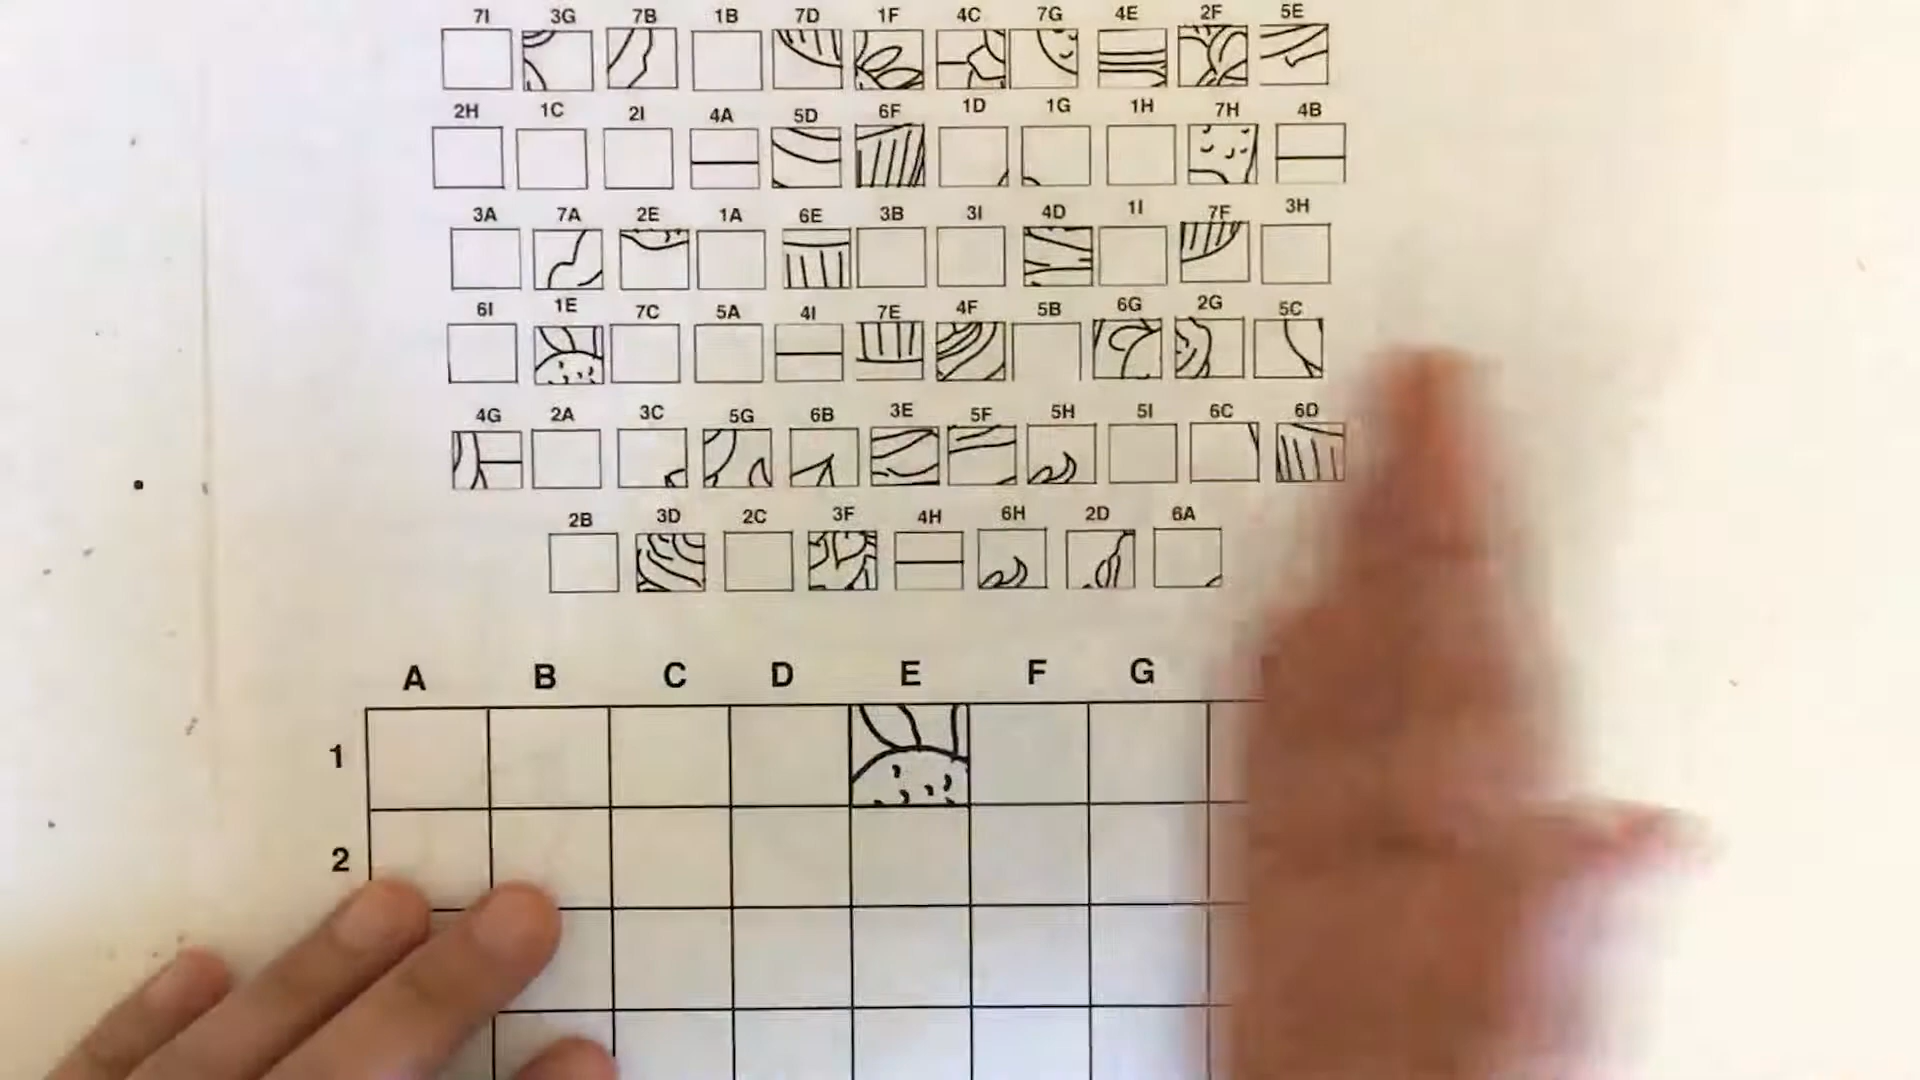 7I 3G 7B 1B 7D 1F 4C 7G 4E 2F 5E
2H 1C 2I 4A 5D 6F 1D 1G 1H 7H 4B
3A 7A 2E 1A 6E 3B 3I 4D 1I 7F 3H
6I 1E 7C 5A 4I 7E 4F 5B 6G 2G 5C
4G 2A 3C 5G 6B 3E 5F 5H 5I 6C 6D
2B 3D 2C 3F 4H 6H 2D 6A
A B C D E F G
1
2